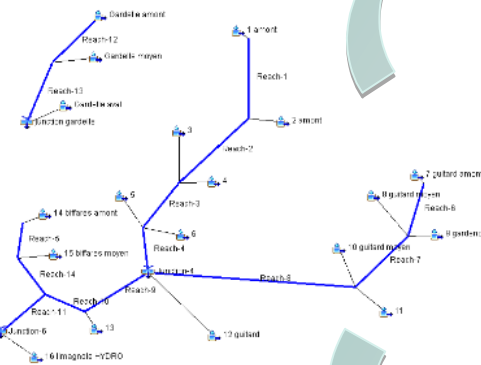 Gardelle amont
Reach-12
Gardelle moyen
Reach-13
Gardelle aval
Junction gardelle
1 amont
Reach-1
2 amont
Reach-2
3
4
Reach-3
5
6
Reach-4
7 guitard amont
8 guitard moyen
Reach-6
9
10 guitard moyen
Reach-7
11
Reach-8
14 biffares amont
Reach-5
15 biffares moyen
Reach-14
Reach-9
Reach-11
13
12 guitard
Junction-6
16 limagnole HYDRO